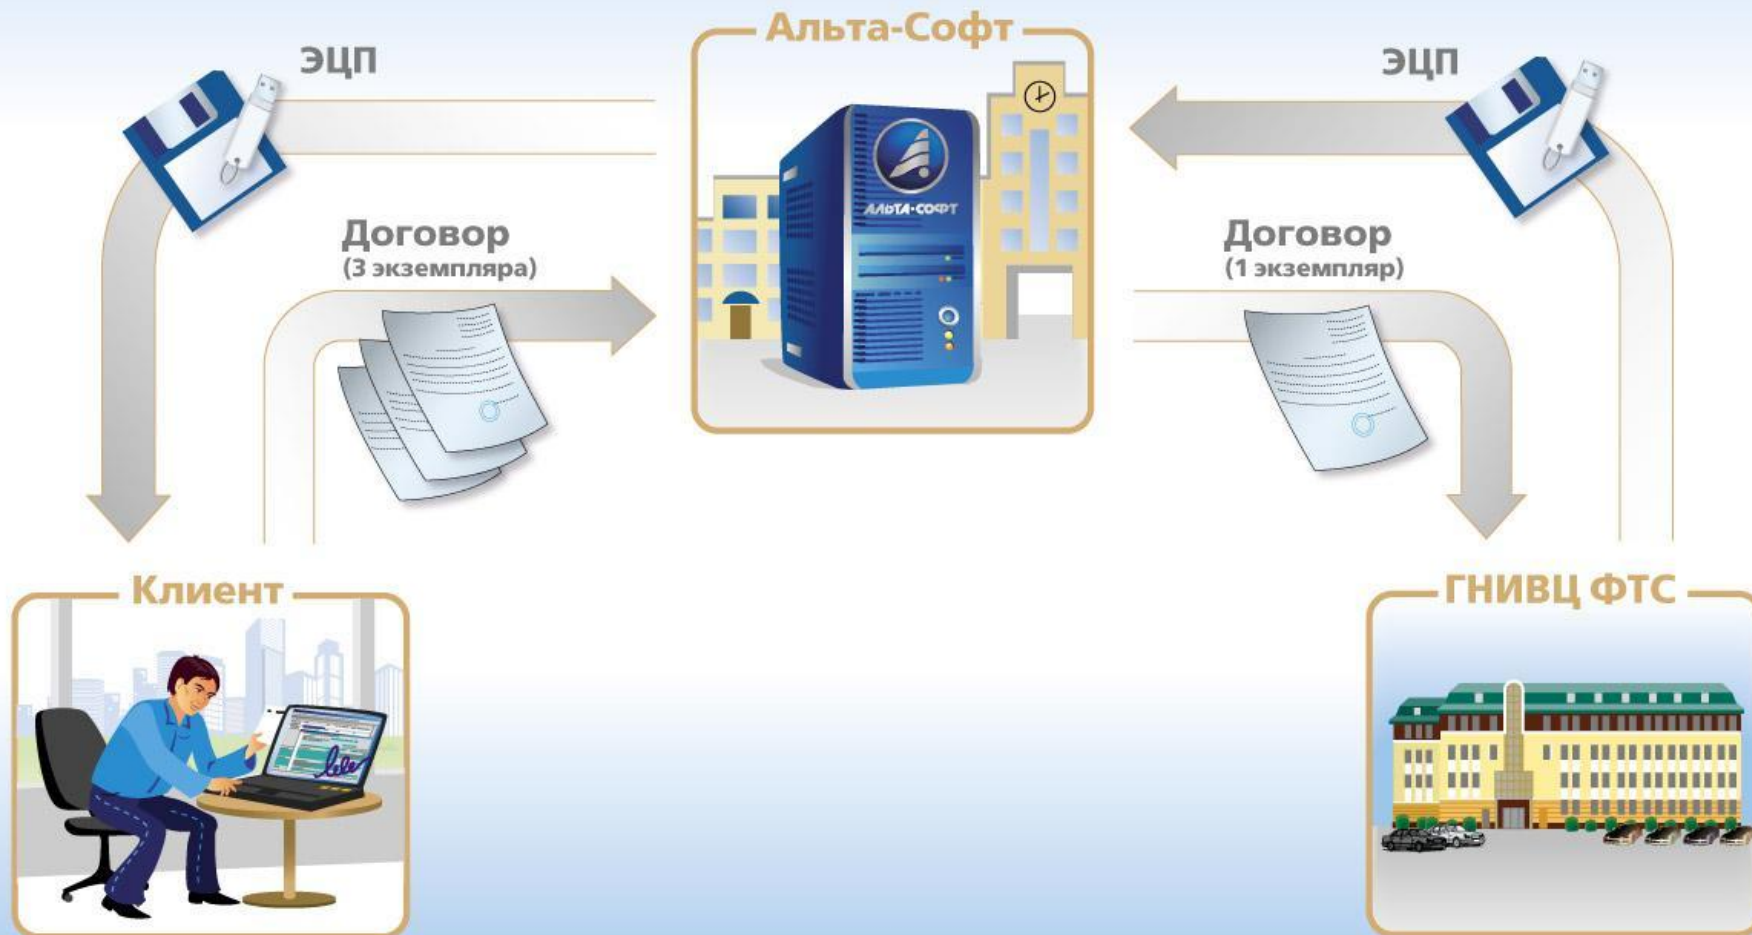 Альта-Софт
ЭЦП
ЭЦП
АЛЬТА-СОФТ
Договор
(3 экземпляра)
Договор
(1 экземпляр)
Клиент
ГНИВЦ ФТС